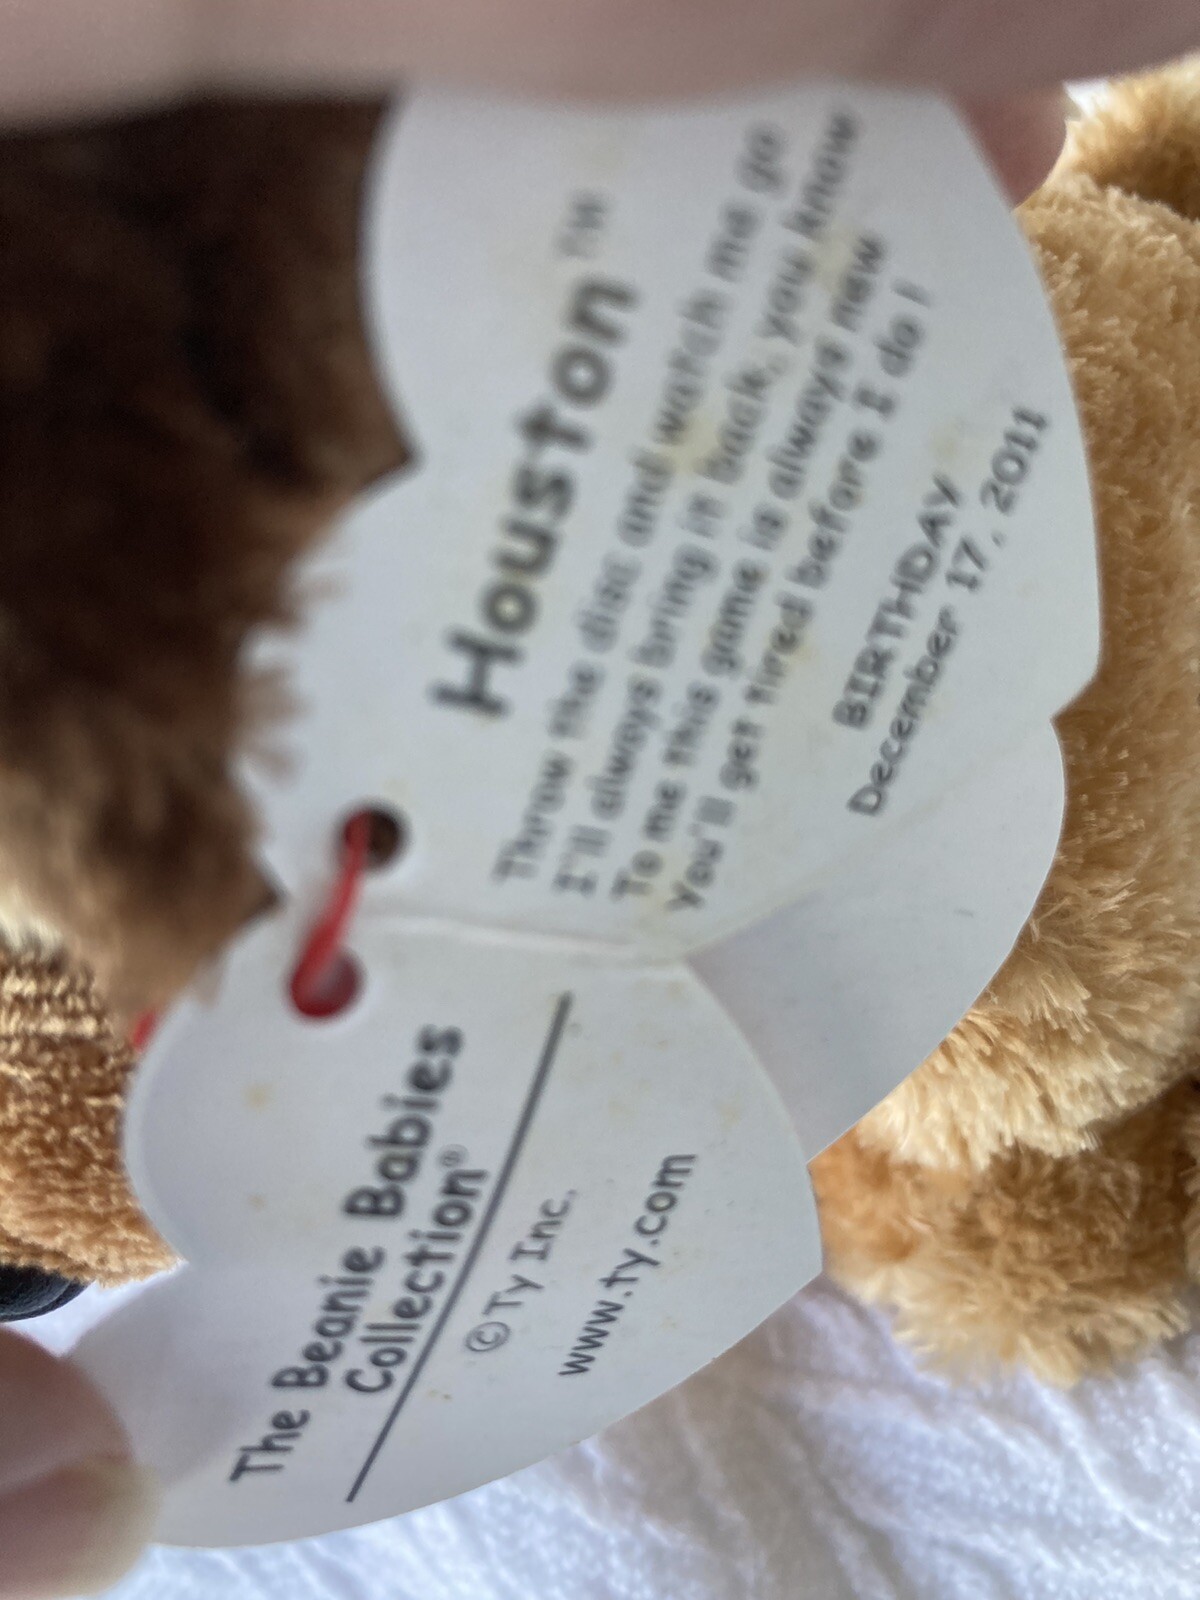 Houston™
Throw the disc and watch me go
I'll always bring it back, you know
To me this game is always new
You'll get tired before I do!
BIRTHDAY
December 17, 2011
The Beanie Babies
Collection®
© Ty Inc.
www.ty.com